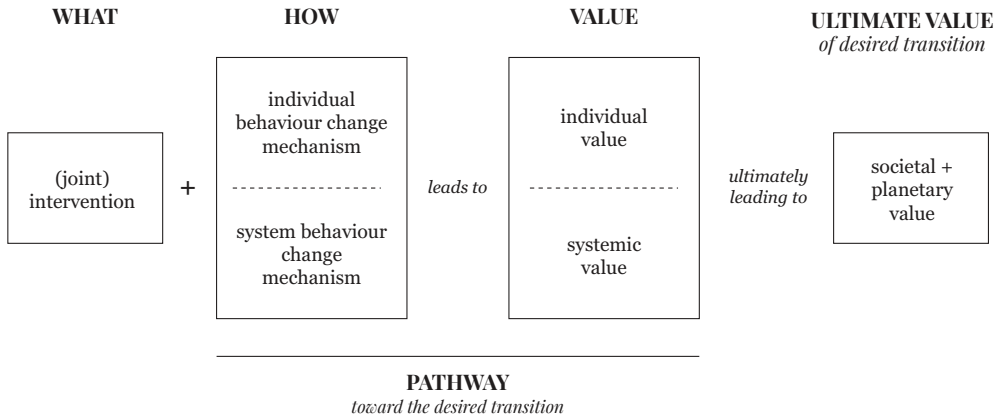 WHAT
HOW
VALUE
ULTIMATE VALUE
of desired transition
(joint)
intervention
+
individual
behaviour change
mechanism
system behaviour
change
mechanism
leads to
individual
value
systemic
value
ultimately
leading to
societal +
planetary
value
PATHWAY
toward the desired transition